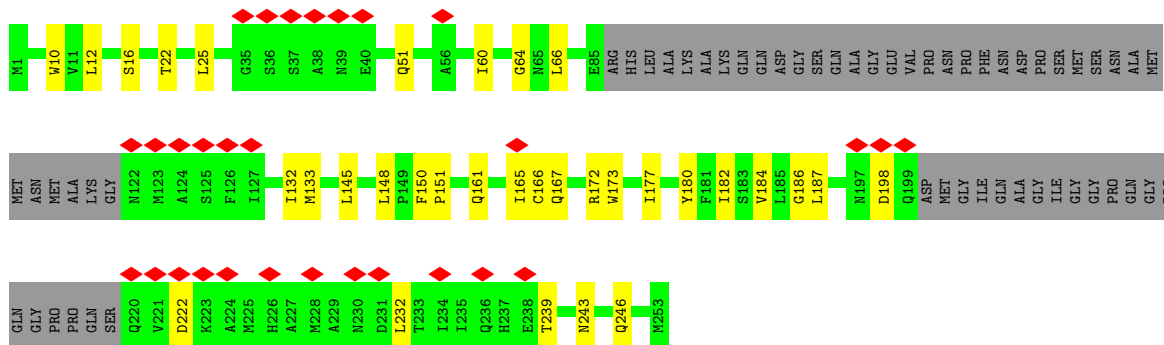 M1 W10 V11 L12 S16 T22 L25 G35 S36 S37 A38 N39 E40 Q51 A56 I60 G64 N65 L66 E85 ARG HIS LEU ALA LYS ALA LYS GLN GLN ASP GLY SER GLN ALA GLY GLU VAL PRO ASN PRO PHE ASN ASP ASP PRO SER MET SER ASN ALA MET
MET ASN MET ALA LYS GLY N122 M123 A124 S125 F126 I127 I132 M133 L145 L148 P149 F150 P151 Q161 I165 C166 Q167 R172 W173 I177 Y180 F181 I182 S183 V184 L185 G186 L187 N197 D198 Q199 ASP MET GLY ILE GLN ALA GLY ILE GLY GLY PRO GLN GLY
GLN GLY PRO PRO GLN SER Q220 V221 D222 K223 A224 M225 H226 A227 M228 A229 N230 D231 L232 T233 I234 I235 Q236 H237 E238 T239 N243 Q246 M253